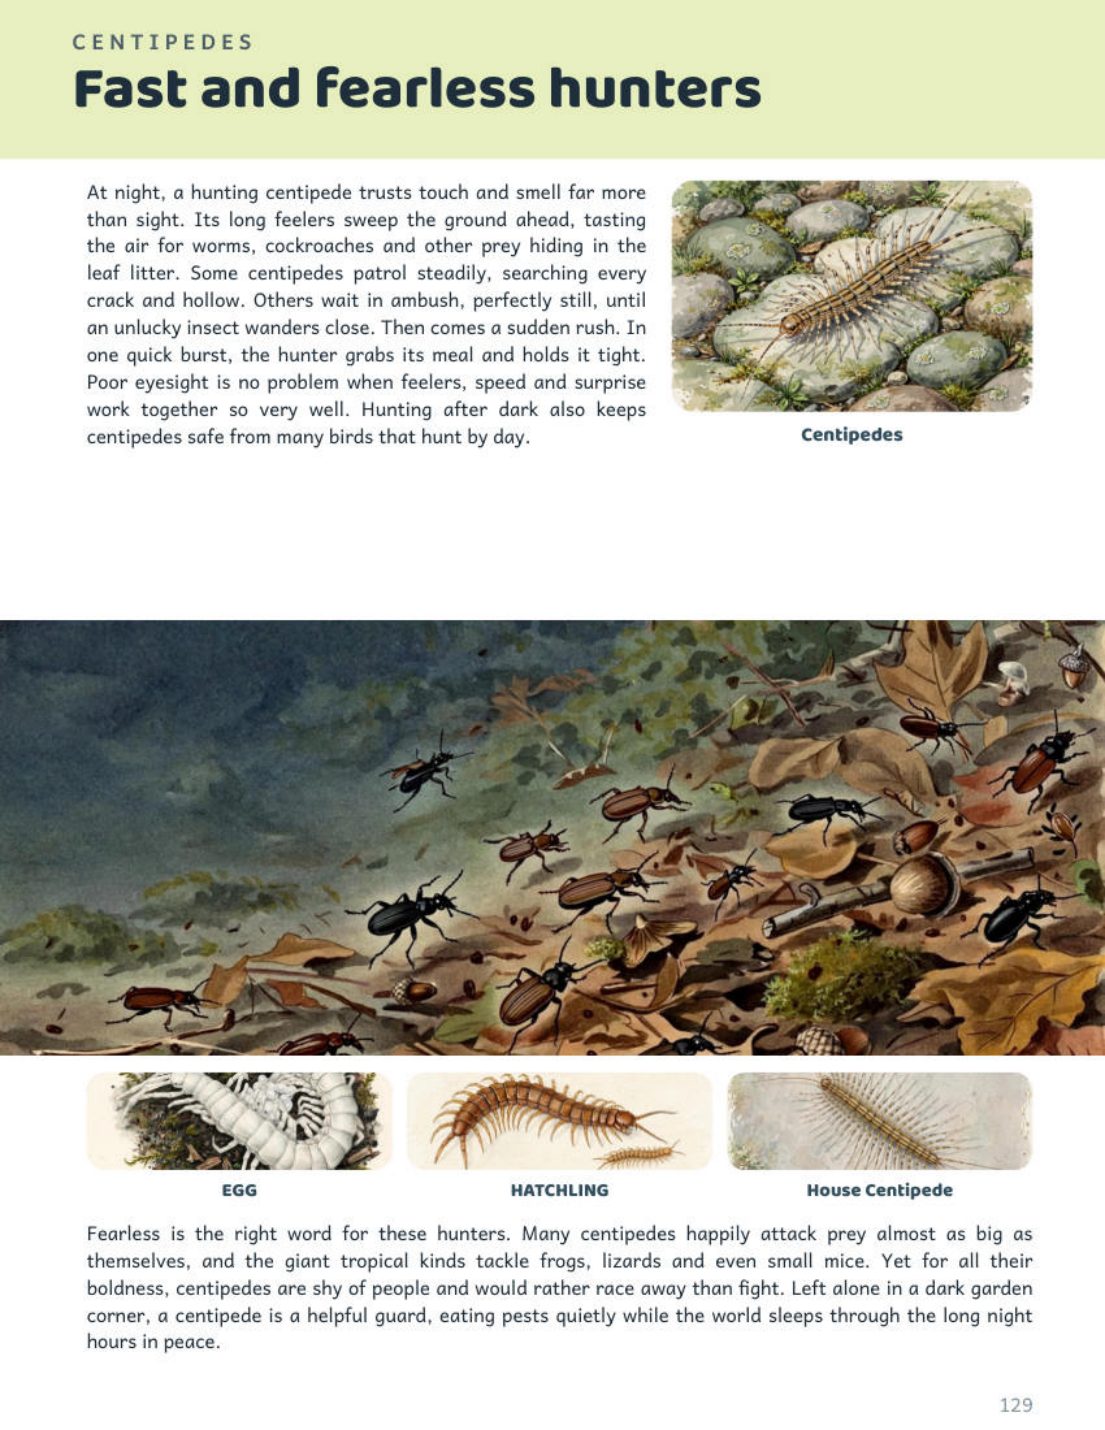 CENTIPEDES
Fast and fearless hunters
At night, a hunting centipede trusts touch and smell far more
than sight. Its long feelers sweep the ground ahead, tasting
the air for worms, cockroaches and other prey hiding in the
leaf litter. Some centipedes patrol steadily, searching every
crack and hollow. Others wait in ambush, perfectly still, until
an unlucky insect wanders close. Then comes a sudden rush. In
one quick burst, the hunter grabs its meal and holds it tight.
Poor eyesight is no problem when feelers, speed and surprise
work together so very well. Hunting after dark also keeps
centipedes safe from many birds that hunt by day.
Centipedes
EGG
HATCHLING
House Centipede
Fearless is the right word for these hunters. Many centipedes happily attack prey almost as big as
themselves, and the giant tropical kinds tackle frogs, lizards and even small mice. Yet for all their
boldness, centipedes are shy of people and would rather race away than fight. Left alone in a dark garden
corner, a centipede is a helpful guard, eating pests quietly while the world sleeps through the long night
hours in peace.
129